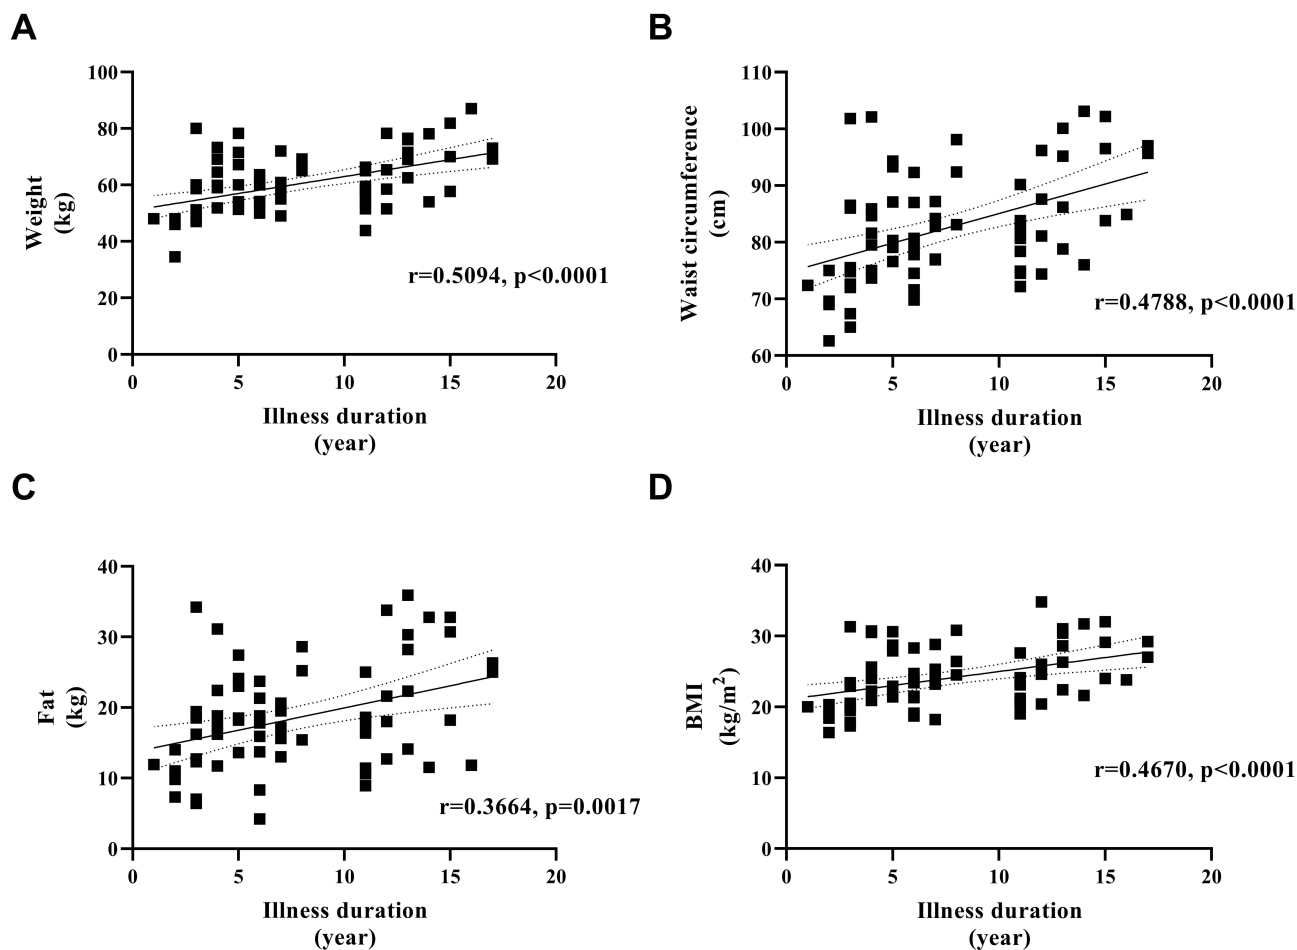 A
100
80
60
40
20
0
Weight
(kg)
r=0.5094, p<0.0001
0 5 10 15 20
Illness duration
(year)
B
110
100
90
80
70
60
Waist circumference
(cm)
r=0.4788, p<0.0001
0 5 10 15 20
Illness duration
(year)
C
40
30
20
10
0
Fat
(kg)
r=0.3664, p=0.0017
0 5 10 15 20
Illness duration
(year)
D
40
30
20
10
0
BMI
(kg/m²)
r=0.4670, p<0.0001
0 5 10 15 20
Illness duration
(year)